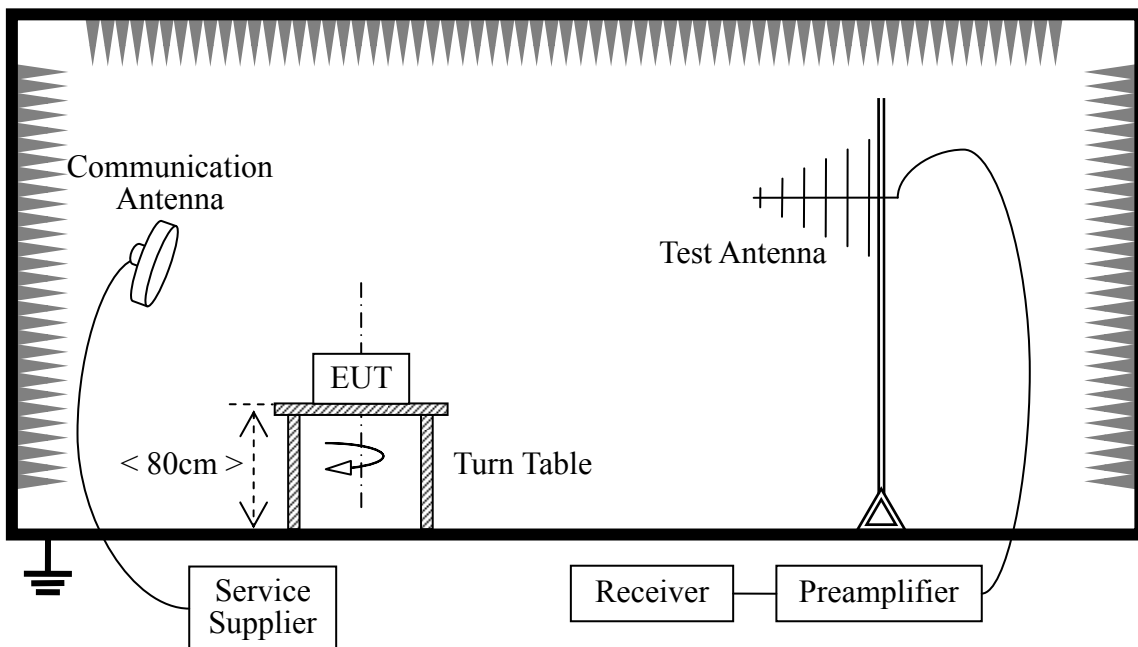 Communication
Antenna
Test Antenna
EUT
< 80cm >
Turn Table
Service
Supplier
Receiver
Preamplifier